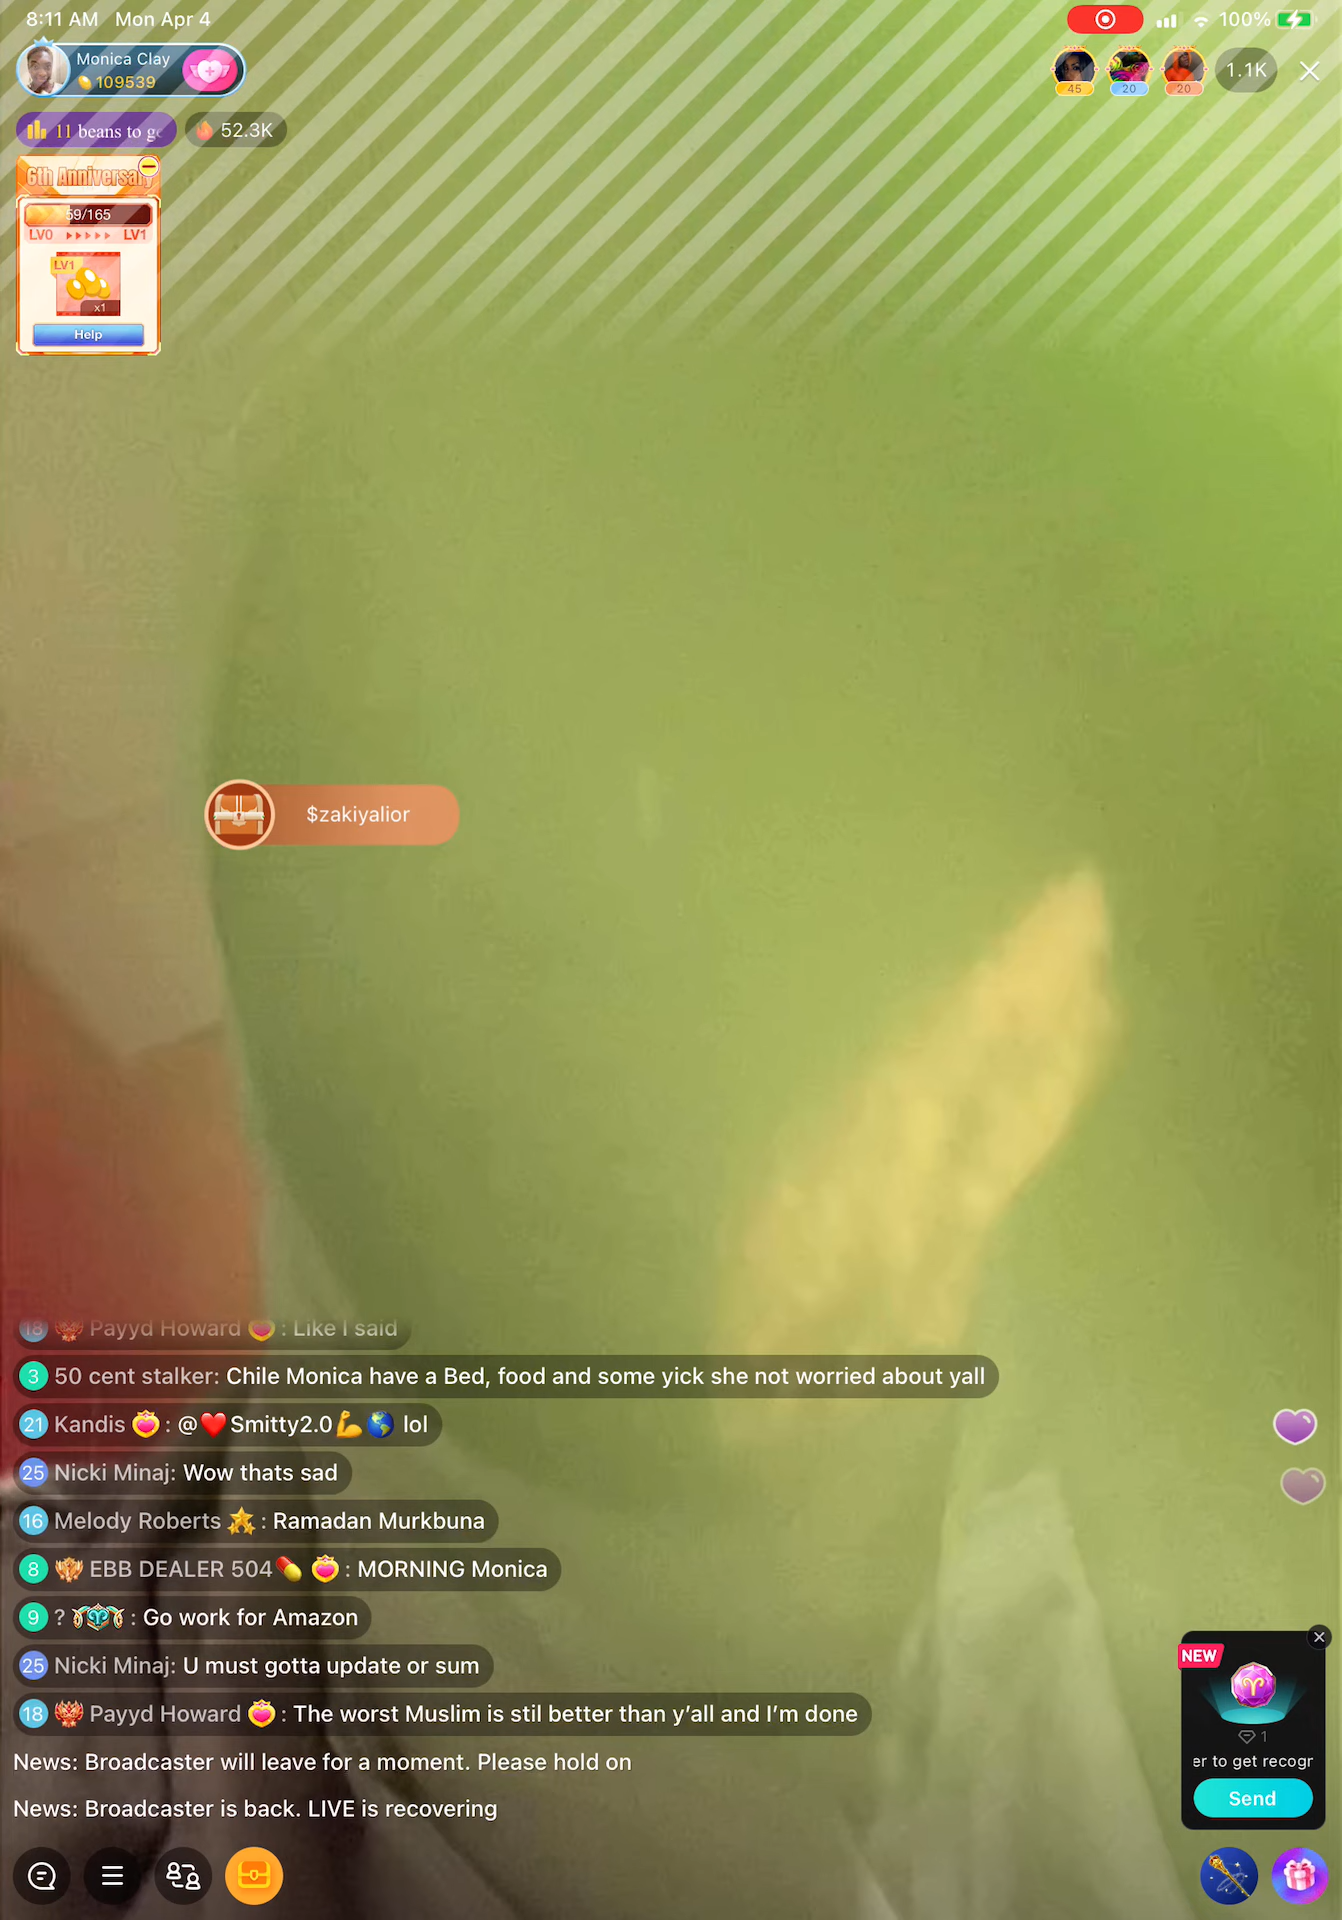 8:11 AM Mon Apr 4
100%
Monica Clay
109539
45
20
20
1.1K
11 beans to g
52.3K
6th Anniversary
59/165
LV0 LV1
LV1
x1
Help
$zakiyalior
18 Payyd Howard : Like I said
3 50 cent stalker: Chile Monica have a Bed, food and some yick she not worried about yall
21 Kandis : @❤️Smitty2.0💪🌎 lol
25 Nicki Minaj: Wow thats sad
16 Melody Roberts : Ramadan Murkbuna
8 EBB DEALER 504💊 : MORNING Monica
9 ? : Go work for Amazon
25 Nicki Minaj: U must gotta update or sum
18 Payyd Howard : The worst Muslim is stil better than y’all and I’m done
News: Broadcaster will leave for a moment. Please hold on
News: Broadcaster is back. LIVE is recovering
NEW
1
er to get recogr
Send